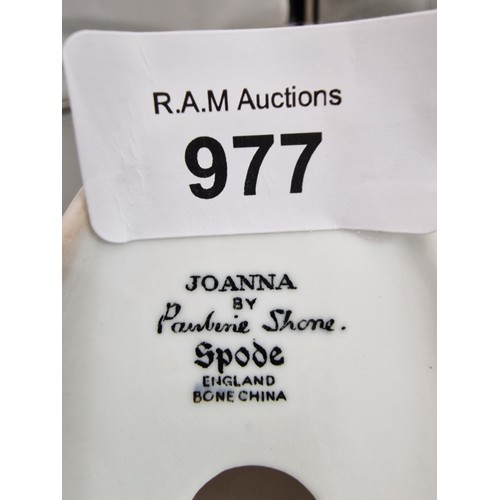 R.A.M Auctions
977
JOANNA
BY
Pauline Shone.
Spode
ENGLAND
BONE CHINA